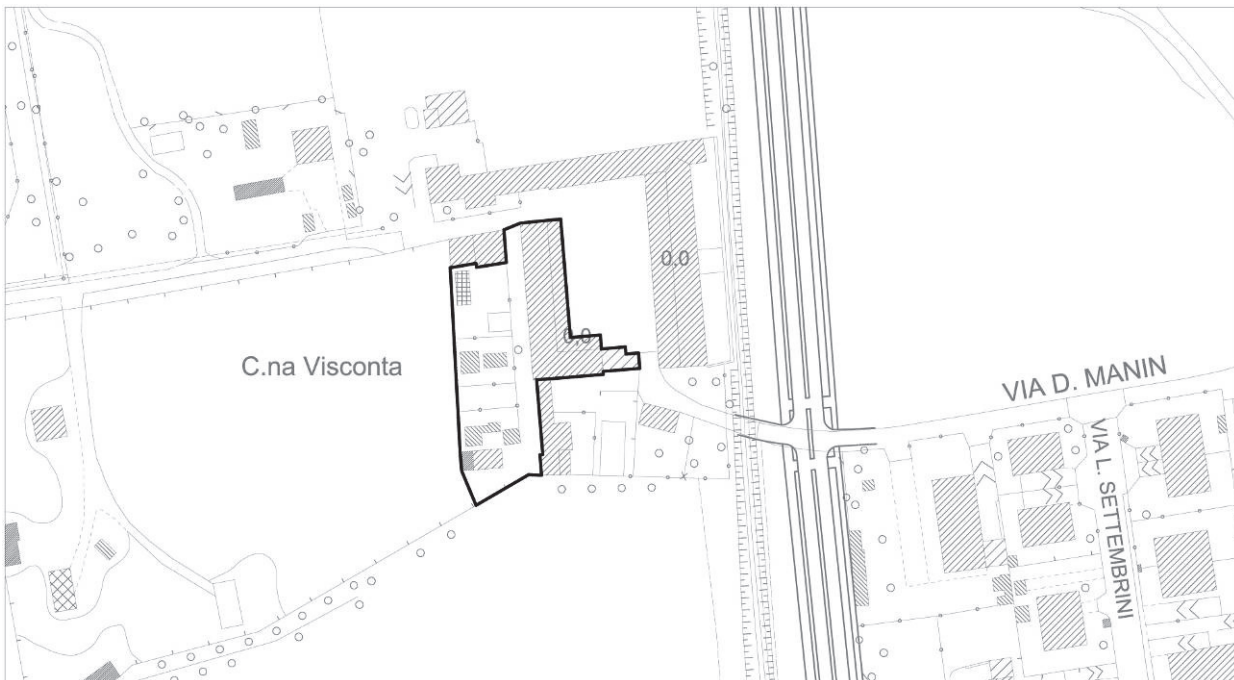 0,0
0,0
C.na Visconta
VIA D. MANIN
VIA L. SETTEMBRINI